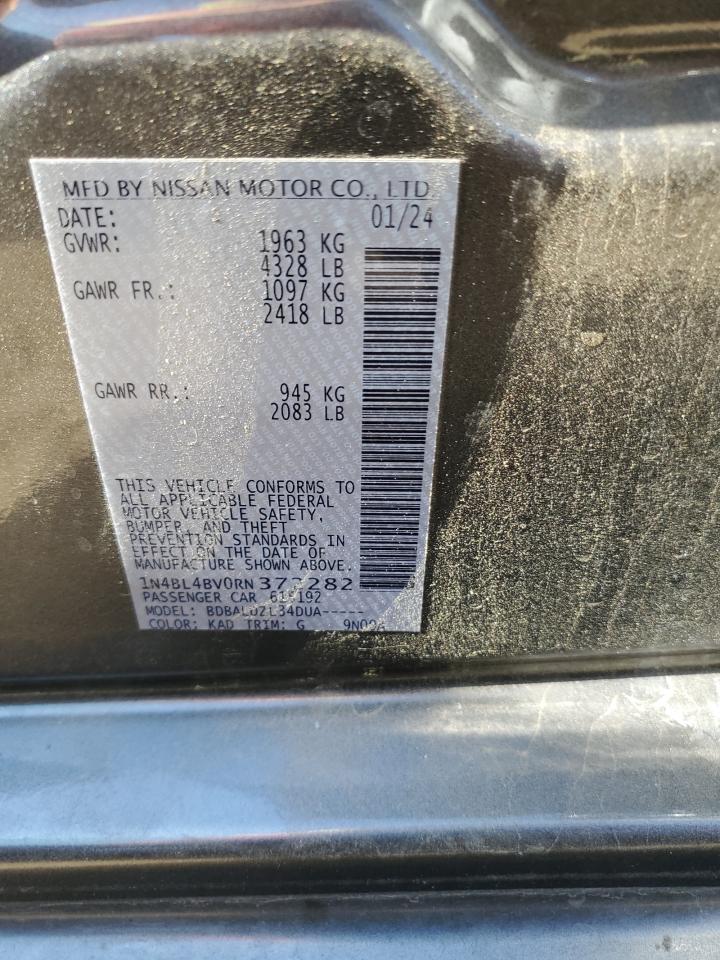 MFD BY NISSAN MOTOR CO., LTD.
DATE: 01/24
GVWR: 1963 KG
4328 LB
GAWR FR.: 1097 KG
2418 LB
GAWR RR.: 945 KG
2083 LB
THIS VEHICLE CONFORMS TO
ALL APPLICABLE FEDERAL
MOTOR VEHICLE SAFETY,
BUMPER, AND THEFT
PREVENTION STANDARDS IN
EFFECT ON THE DATE OF
MANUFACTURE SHOWN ABOVE.
PASSENGER CAR
MODEL:
COLOR: KAD TRIM: G